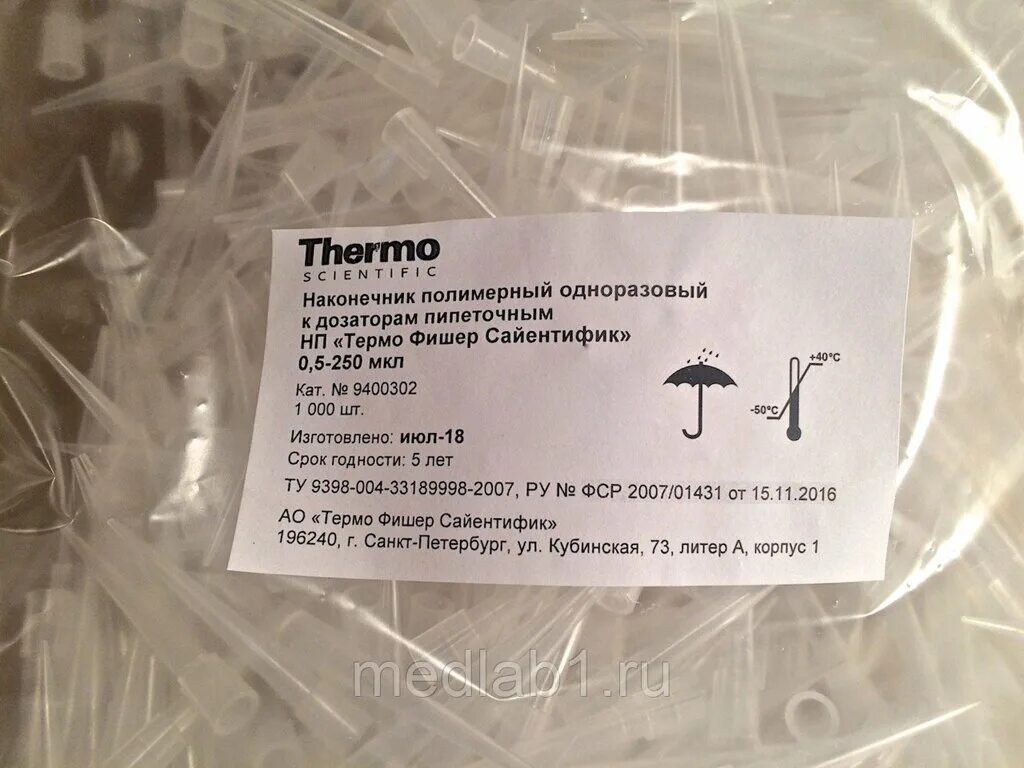 Thermo
SCIENTIFIC
Наконечник полимерный одноразовый
к дозаторам пипеточным
НП «Термо Фишер Сайентифик»
0,5-250 мкл
Кат. № 9400302
1 000 шт.
+40°C
-50°C
Изготовлено: июл-18
Срок годности: 5 лет
ТУ 9398-004-33189998-2007, РУ № ФСР 2007/01431 от 15.11.2016
АО «Термо Фишер Сайентифик»
196240, г. Санкт-Петербург, ул. Кубинская, 73, литер А, корпус 1
medlab1.ru